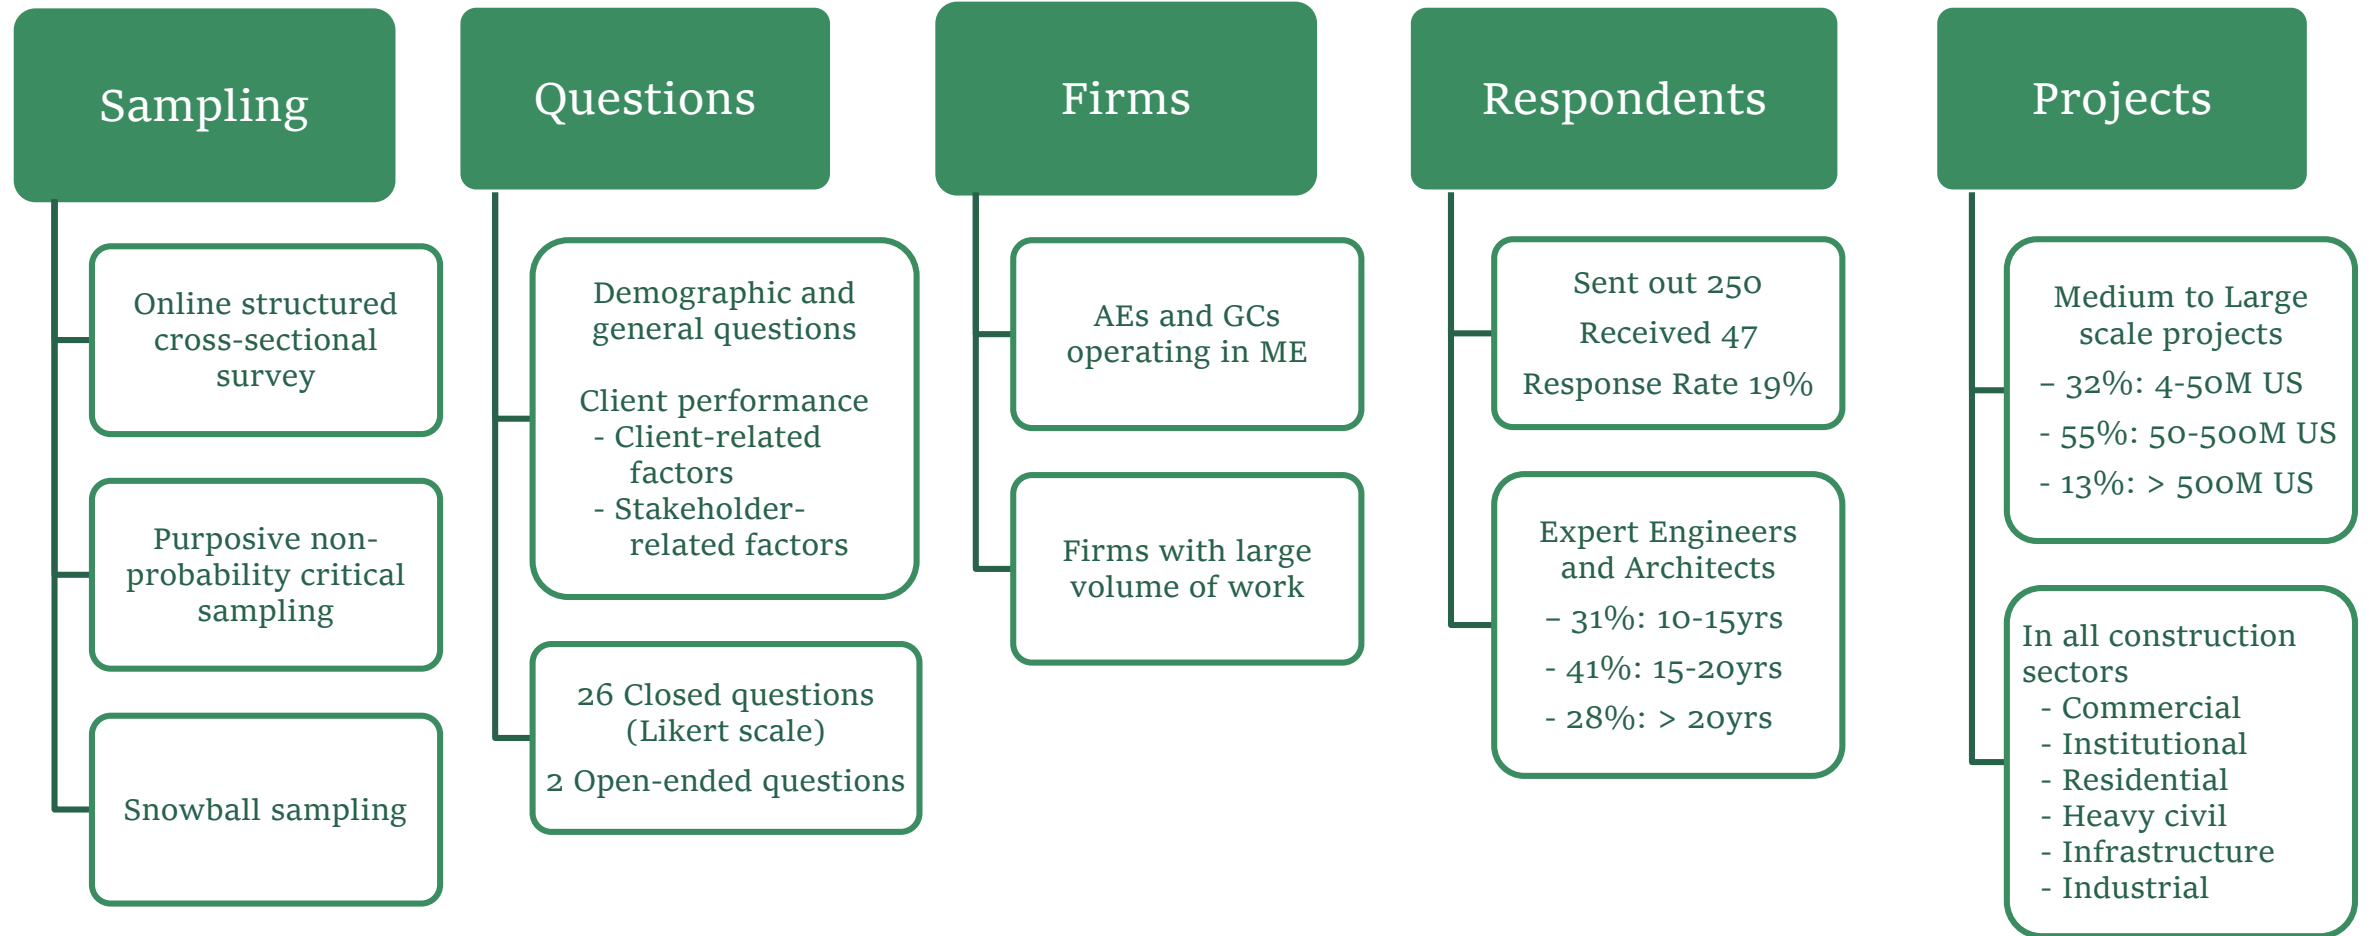 Sampling
Online structured
cross-sectional
survey
Purposive non-
probability critical
sampling
Snowball sampling
Questions
Demographic and
general questions
Client performance
- Client-related
factors
- Stakeholder-
related factors
26 Closed questions
(Likert scale)
2 Open-ended questions
Firms
AEs and GCs
operating in ME
Firms with large
volume of work
Respondents
Sent out 250
Received 47
Response Rate 19%
Expert Engineers
and Architects
– 31%: 10-15yrs
- 41%: 15-20yrs
- 28%: > 20yrs
Projects
Medium to Large
scale projects
– 32%: 4-50M US
- 55%: 50-500M US
- 13%: > 500M US
In all construction
sectors
- Commercial
- Institutional
- Residential
- Heavy civil
- Infrastructure
- Industrial